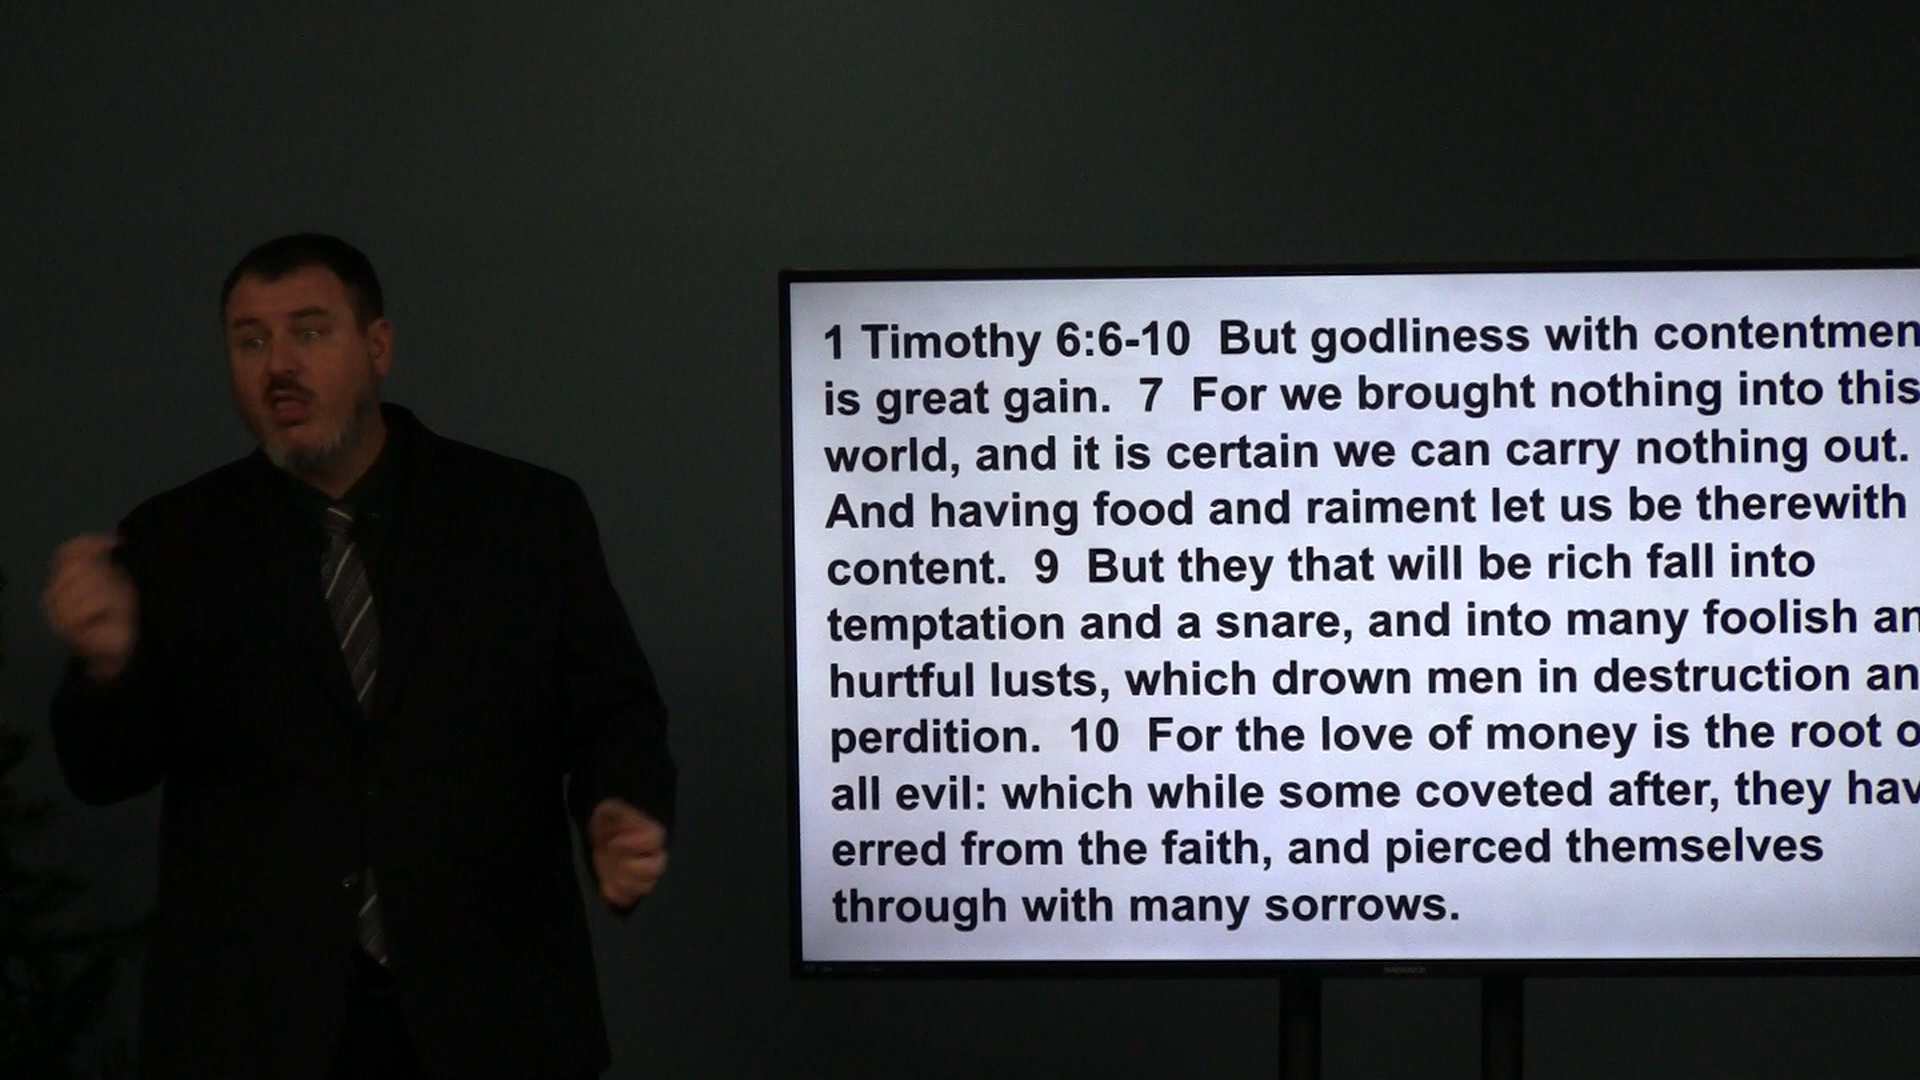 1 Timothy 6:6-10 But godliness with contentmen
is great gain. 7 For we brought nothing into this
world, and it is certain we can carry nothing out.
And having food and raiment let us be therewith
content. 9 But they that will be rich fall into
temptation and a snare, and into many foolish an
hurtful lusts, which drown men in destruction an
perdition. 10 For the love of money is the root o
all evil: which while some coveted after, they hav
erred from the faith, and pierced themselves
through with many sorrows.